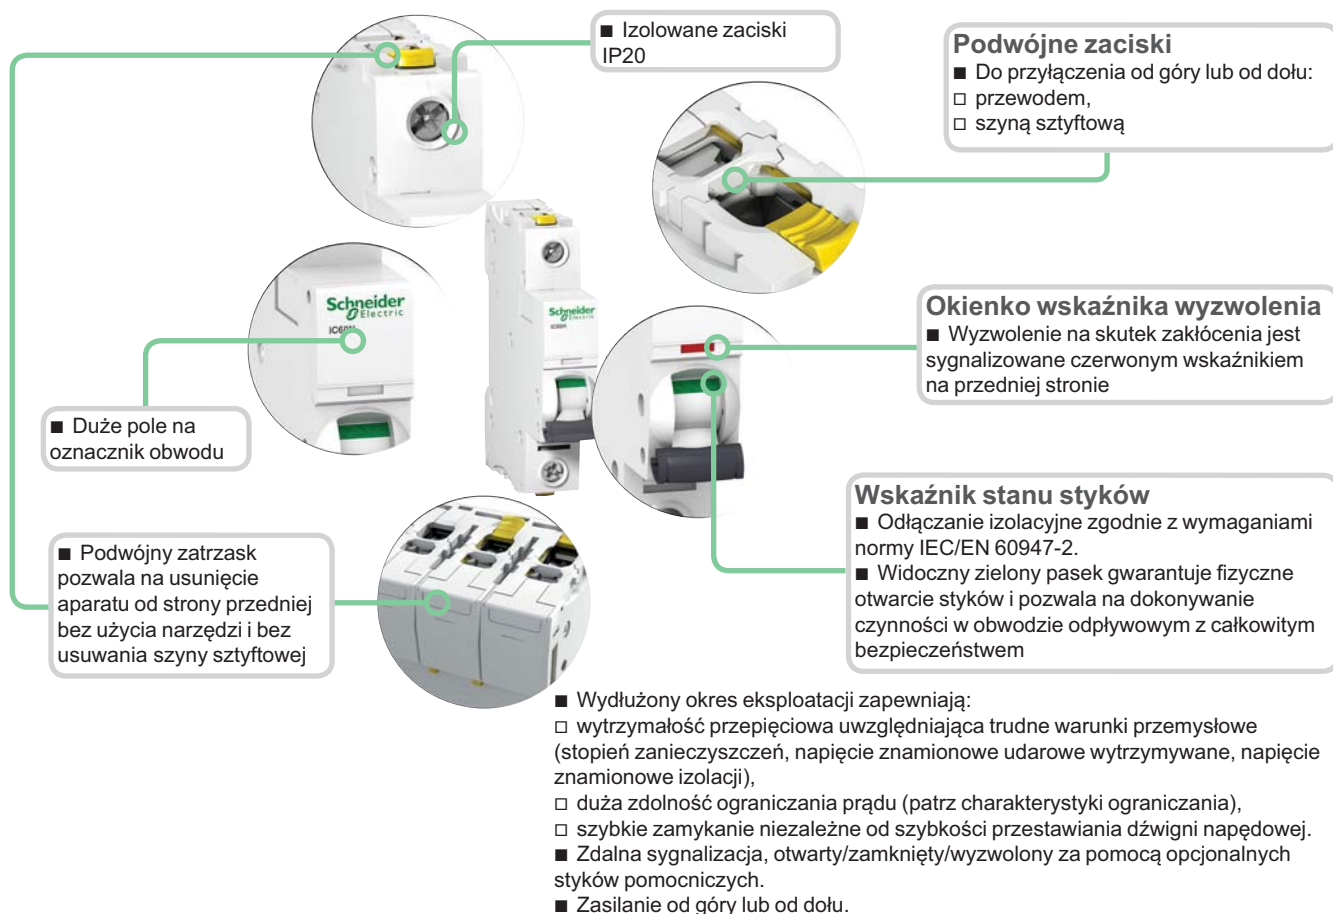 ■ Izolowane zaciski
IP20
Podwójne zaciski
■ Do przyłączenia od góry lub od dołu:
□ przewodem,
□ szyną sztyftową
Schneider
Electric
Schneider
Electric
Okienko wskaźnika wyzwolenia
■ Wyzwolenie na skutek zakłócenia jest
sygnalizowane czerwonym wskaźnikiem
na przedniej stronie
■ Duże pole na
oznacznik obwodu
Wskaźnik stanu styków
■ Odłączanie izolacyjne zgodnie z wymaganiami
normy IEC/EN 60947-2.
■ Widoczny zielony pasek gwarantuje fizyczne
otwarcie styków i pozwala na dokonywanie
czynności w obwodzie odpływowym z całkowitym
bezpieczeństwem
■ Podwójny zatrzask
pozwala na usunięcie
aparatu od strony przedniej
bez użycia narzędzi i bez
usuwania szyny sztyftowej
■ Wydłużony okres eksploatacji zapewniają:
□ wytrzymałość przepięciowa uwzględniająca trudne warunki przemysłowe
(stopień zanieczyszczeń, napięcie znamionowe udarowe wytrzymywane, napięcie
znamionowe izolacji),
□ duża zdolność ograniczania prądu (patrz charakterystyki ograniczania),
□ szybkie zamykanie niezależne od szybkości przestawiania dźwigni napędowej.
■ Zdalna sygnalizacja, otwarty/zamknięty/wyzwolony za pomocą opcjonalnych
styków pomocniczych.
■ Zasilanie od góry lub od dołu.